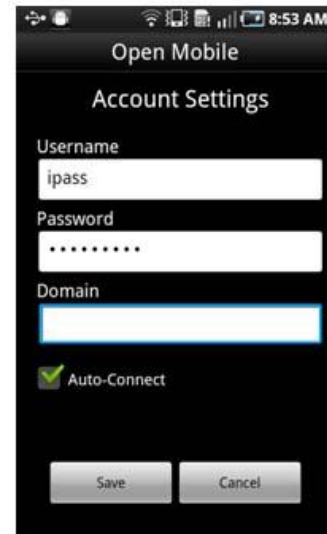 8:53 AM
Open Mobile
Account Settings
Username
ipass
Password
•••••••••
Domain
Auto-Connect
Save
Cancel